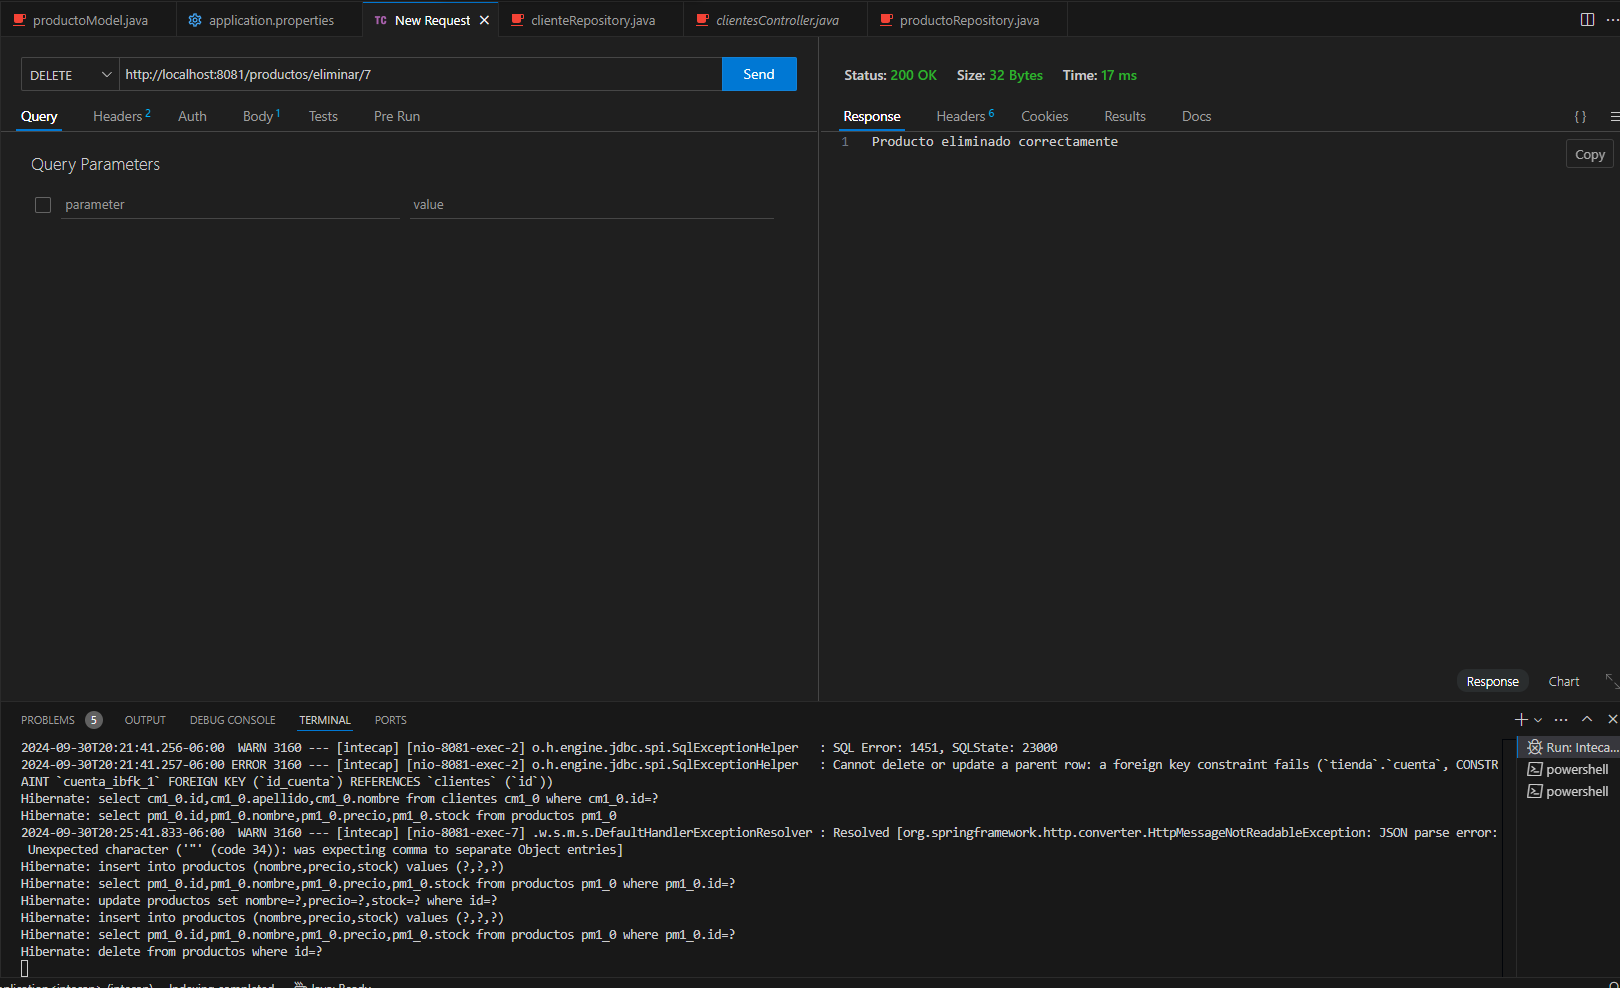 productoModel.java
application.properties
TC New Request
clienteRepository.java
clientesController.java
productoRepository.java
DELETE
http://localhost:8081/productos/eliminar/7
Send
Query
Headers 2
Auth
Body 1
Tests
Pre Run
Query Parameters
parameter
value
Status: 200 OK
Size: 32 Bytes
Time: 17 ms
Response
Headers 6
Cookies
Results
Docs
{ }
1 Producto eliminado correctamente
Copy
Response
Chart
PROBLEMS 5
OUTPUT
DEBUG CONSOLE
TERMINAL
PORTS
2024-09-30T20:21:41.256-06:00  WARN 3160 --- [intecap] [nio-8081-exec-2] o.h.engine.jdbc.spi.SqlExceptionHelper   : SQL Error: 1451, SQLState: 23000
2024-09-30T20:21:41.257-06:00 ERROR 3160 --- [intecap] [nio-8081-exec-2] o.h.engine.jdbc.spi.SqlExceptionHelper   : Cannot delete or update a parent row: a foreign key constraint fails (`tienda`.`cuenta`, CONSTR
AINT `cuenta_ibfk_1` FOREIGN KEY (`id_cuenta`) REFERENCES `clientes` (`id`))
Hibernate: select cm1_0.id,cm1_0.apellido,cm1_0.nombre from clientes cm1_0 where cm1_0.id=?
Hibernate: select pm1_0.id,pm1_0.nombre,pm1_0.precio,pm1_0.stock from productos pm1_0
2024-09-30T20:25:41.833-06:00  WARN 3160 --- [intecap] [nio-8081-exec-7] .w.s.m.s.DefaultHandlerExceptionResolver : Resolved [org.springframework.http.converter.HttpMessageNotReadableException: JSON parse error:
Unexpected character ('"' (code 34)): was expecting comma to separate Object entries]
Hibernate: insert into productos (nombre,precio,stock) values (?,?,?)
Hibernate: select pm1_0.id,pm1_0.nombre,pm1_0.precio,pm1_0.stock from productos pm1_0 where pm1_0.id=?
Hibernate: update productos set nombre=?,precio=?,stock=? where id=?
Hibernate: insert into productos (nombre,precio,stock) values (?,?,?)
Hibernate: select pm1_0.id,pm1_0.nombre,pm1_0.precio,pm1_0.stock from productos pm1_0 where pm1_0.id=?
Hibernate: delete from productos where id=?
Run: Inteca...
powershell
powershell